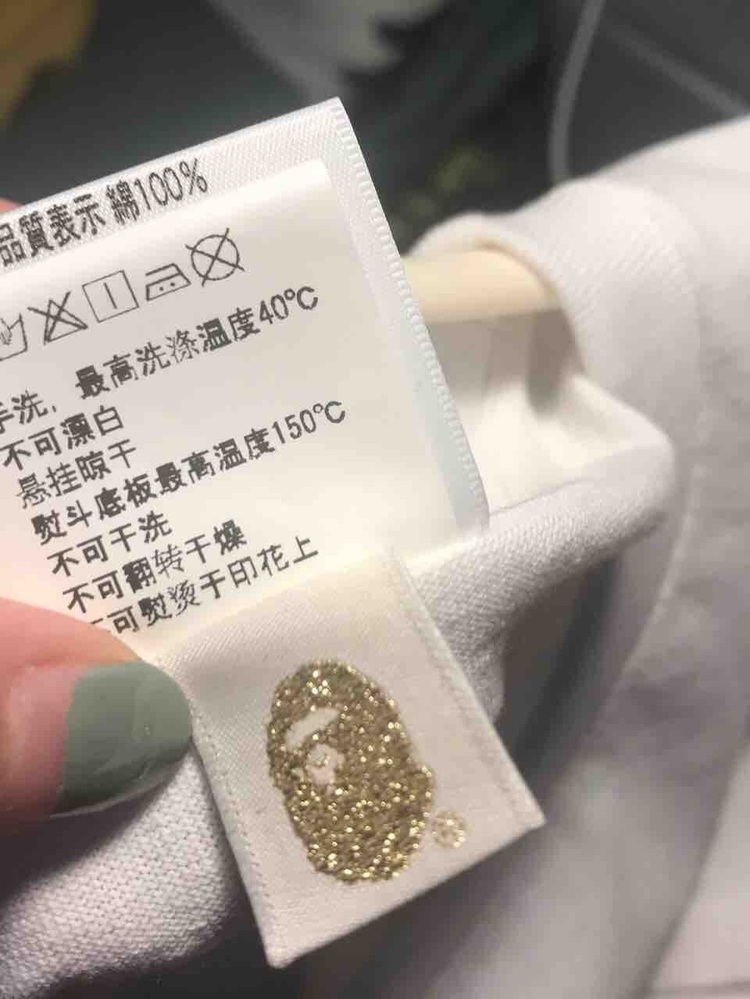 品質表示 綿100%
手洗，最高洗涤温度40℃
不可漂白
悬挂晾干
熨斗底板最高温度150℃
不可干洗
不可翻转干燥
不可熨烫于印花上